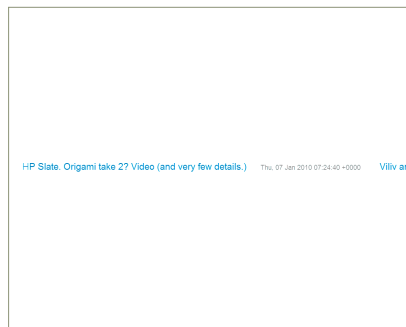 HP Slate. Origami take 2? Video (and very few details.) Thu, 07 Jan 2010 07:24:40 +0000 Viliv